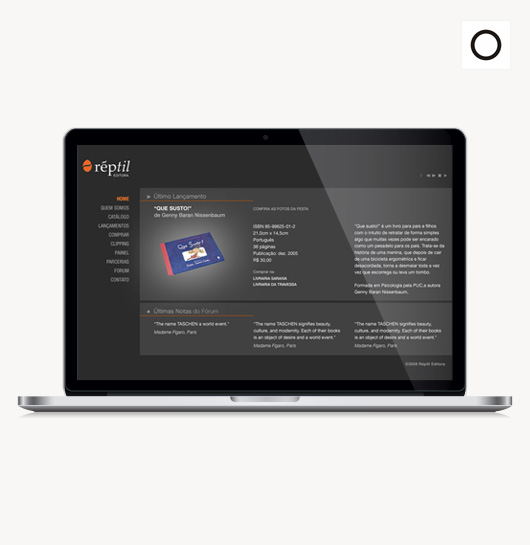 réptil
EDITORA
HOME
QUEM SOMOS
CATÁLOGO
LANÇAMENTOS
COMPRAR
CLIPPING
PAINEL
PARCERIAS
FORUM
CONTATO
Último Lançamento
"QUE SUSTO!"
de Genny Baran Nissenbaum
Que Susto!
CONFIRA AS FOTOS DA FESTA
ISBN 85-99625-01-2
21,0cm x 14,5cm
Português
36 páginas
Publicação: dez. 2005
R$ 30.00
Comprar na:
LIVRARIA SARAIVA
LIVRARIA DA TRAVESSA
"Que susto!" é um livro para pais e filhos
com o intuito de retratar de forma simples
algo que muitas vezes pode ser encarado
como um pesadelo para os pais. Trata-se da
história de uma menina, que depois de cair
de uma bicicleta ergométrica e ficar
desacordada, torna a desmaiar toda a vez
vez que escorrega ou leva um tombo.
Formada em Psicologia pela PUC,a autora
Genny Baran Nissenbaum,
Últimas Notas do Fórum
"The name TASCHEN a world event."
Madame Figaro, Paris
"The name TASCHEN signifies beauty,
culture, and modernity. Each of their books
is an object of desire and a world event."
Madame Figaro, Paris
"The name TASCHEN signifies beauty,
culture, and modernity. Each of their books
is an object of desire and a world event."
Madame Figaro, Paris
Réptil Editora